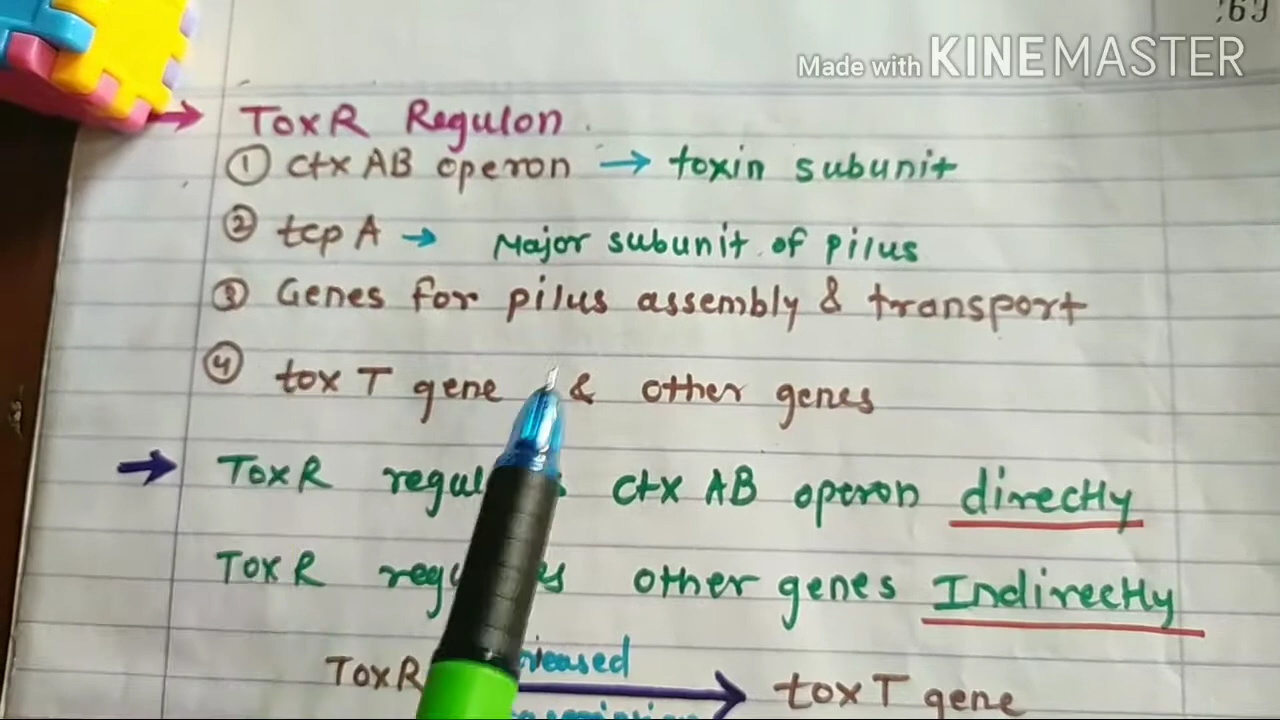 :69
Made with KINEMASTER
→ ToxR Regulon
① ctx AB operon → toxin subunit
② tcp A → Major subunit of pilus
③ Genes for pilus assembly & transport
④ tox T gene & other genes
→ ToxR ctx AB operon directly
ToxR other genes Indirectly
ToxR → tox T gene